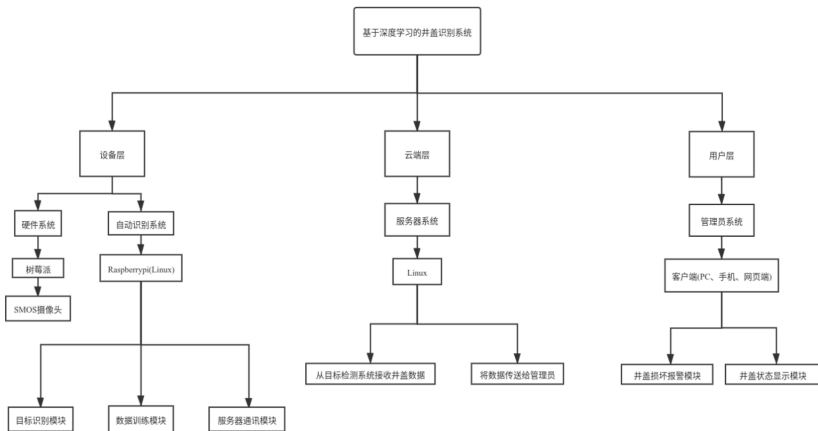 基于深度学习的井盖识别系统
设备层
云端层
用户层
硬件系统
自动识别系统
服务器系统
管理员系统
树莓派
Raspberrypi(Linux)
Linux
客户端(PC、手机、网页端)
SMOS摄像头
从目标检测系统接收井盖数据
将数据传送给管理员
井盖损坏报警模块
井盖状态显示模块
目标识别模块
数据训练模块
服务器通讯模块